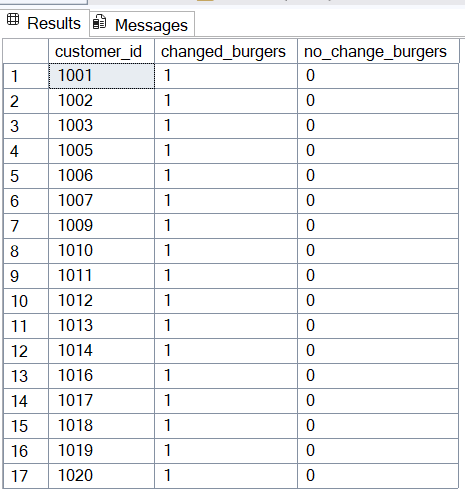 Results Messages
customer_id changed_burgers no_change_burgers
1 1001 1 0
2 1002 1 0
3 1003 1 0
4 1005 1 0
5 1006 1 0
6 1007 1 0
7 1009 1 0
8 1010 1 0
9 1011 1 0
10 1012 1 0
11 1013 1 0
12 1014 1 0
13 1016 1 0
14 1017 1 0
15 1018 1 0
16 1019 1 0
17 1020 1 0